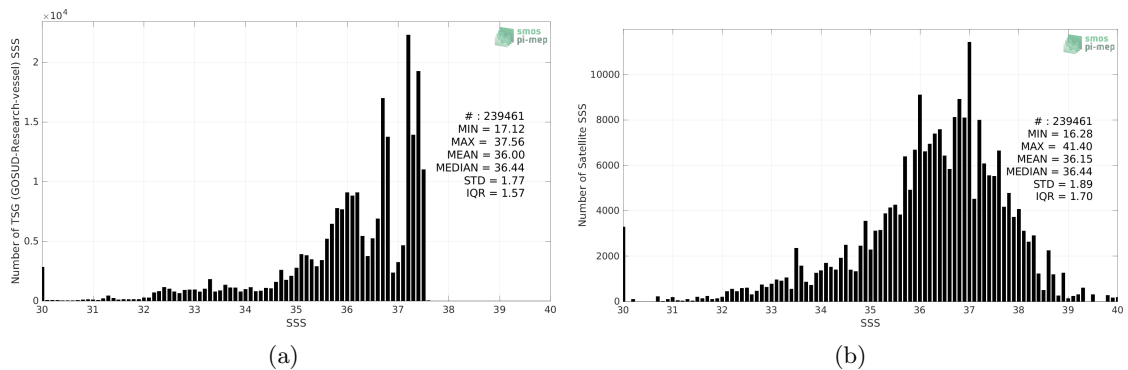 ×10⁴
smos
pi-mep
Number of TSG (GOSUD-Research-vessel) SSS
2
1.5
1
0.5
0
# : 239461
MIN = 17.12
MAX = 37.56
MEAN = 36.00
MEDIAN = 36.44
STD = 1.77
IQR = 1.57
30 31 32 33 34 35 36 37 38 39 40
SSS
(a)
smos
pi-mep
Number of Satellite SSS
10000
8000
6000
4000
2000
0
# : 239461
MIN = 16.28
MAX = 41.40
MEAN = 36.15
MEDIAN = 36.44
STD = 1.89
IQR = 1.70
30 31 32 33 34 35 36 37 38 39 40
SSS
(b)